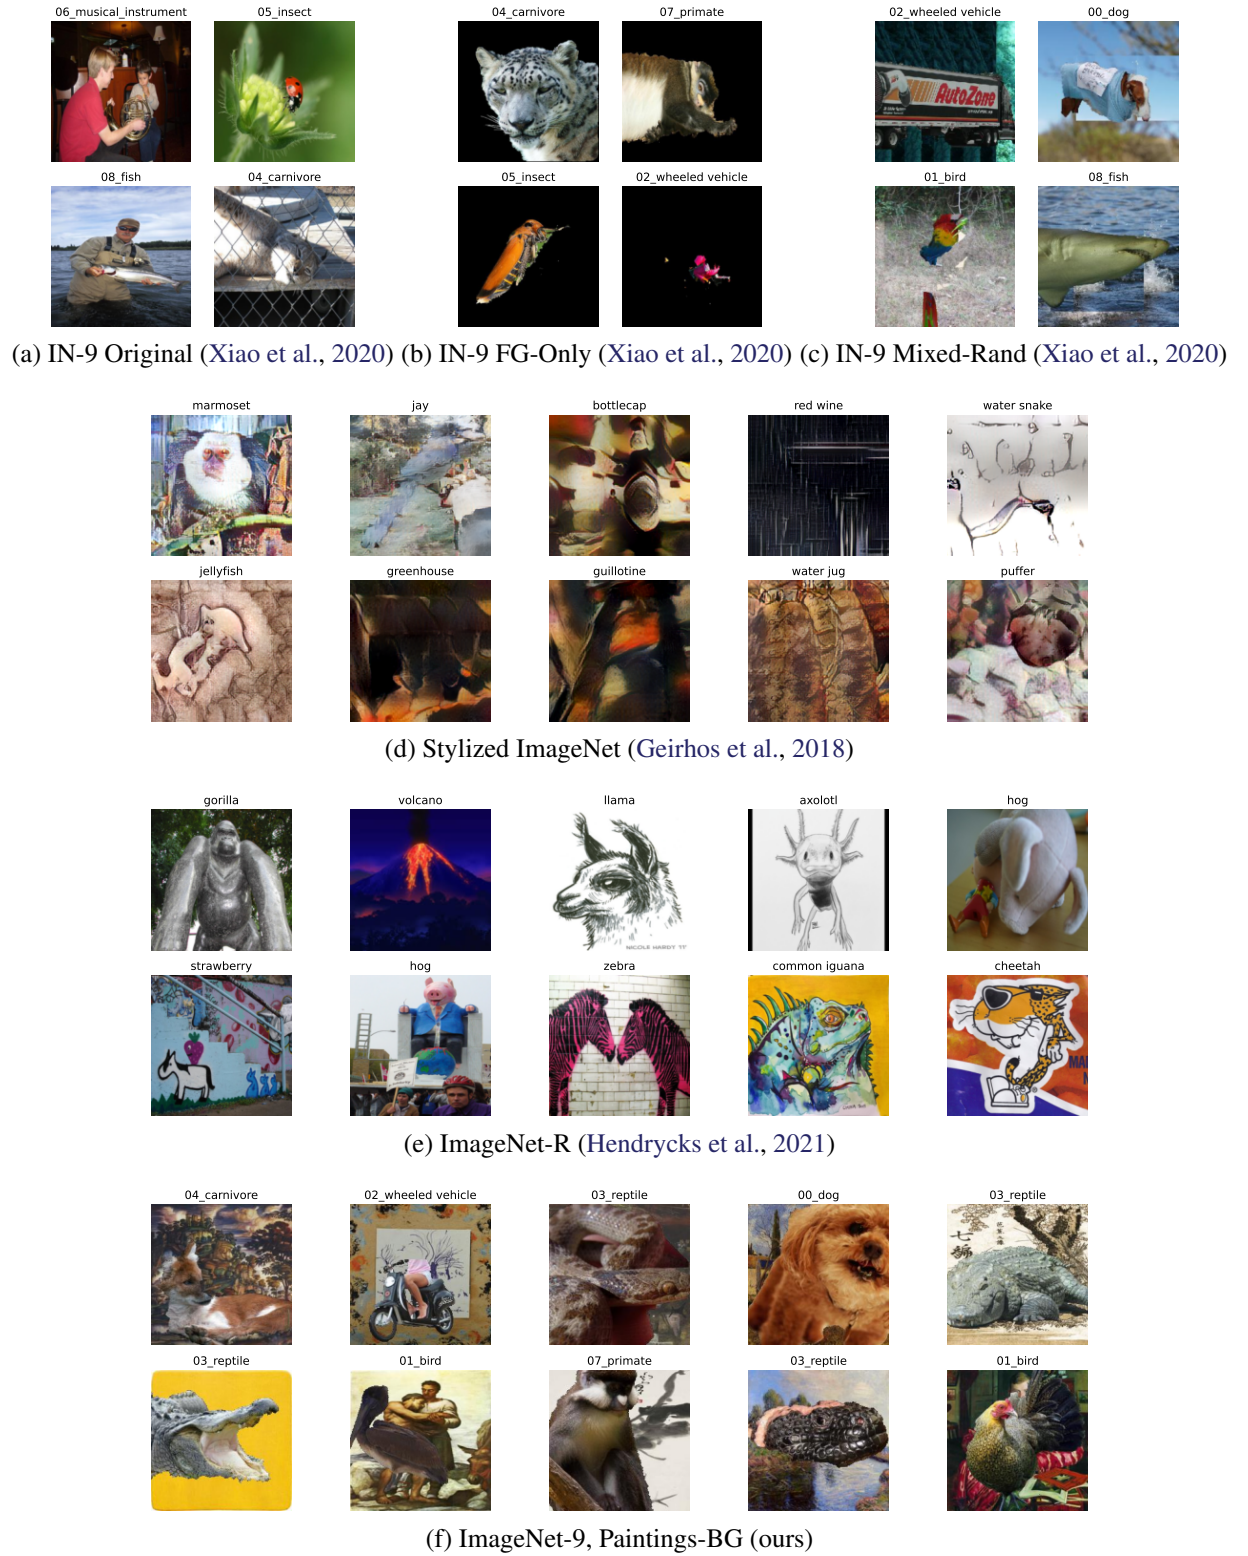 06_musical_instrument 05_insect 04_carnivore 07_primate 02_wheeled vehicle 00_dog
AutoZone
08_fish 04_carnivore 05_insect 02_wheeled vehicle 01_bird 08_fish
(a) IN-9 Original (Xiao et al., 2020) (b) IN-9 FG-Only (Xiao et al., 2020) (c) IN-9 Mixed-Rand (Xiao et al., 2020)
marmoset jay bottlecap red wine water snake
jellyfish greenhouse guillotine water jug puffer
(d) Stylized ImageNet (Geirhos et al., 2018)
gorilla volcano llama axolotl hog
NICOLE HARDY
strawberry hog zebra common iguana cheetah
(e) ImageNet-R (Hendrycks et al., 2021)
04_carnivore 02_wheeled vehicle 03_reptile 00_dog 03_reptile
03_reptile 01_bird 07_primate 03_reptile 01_bird
(f) ImageNet-9, Paintings-BG (ours)